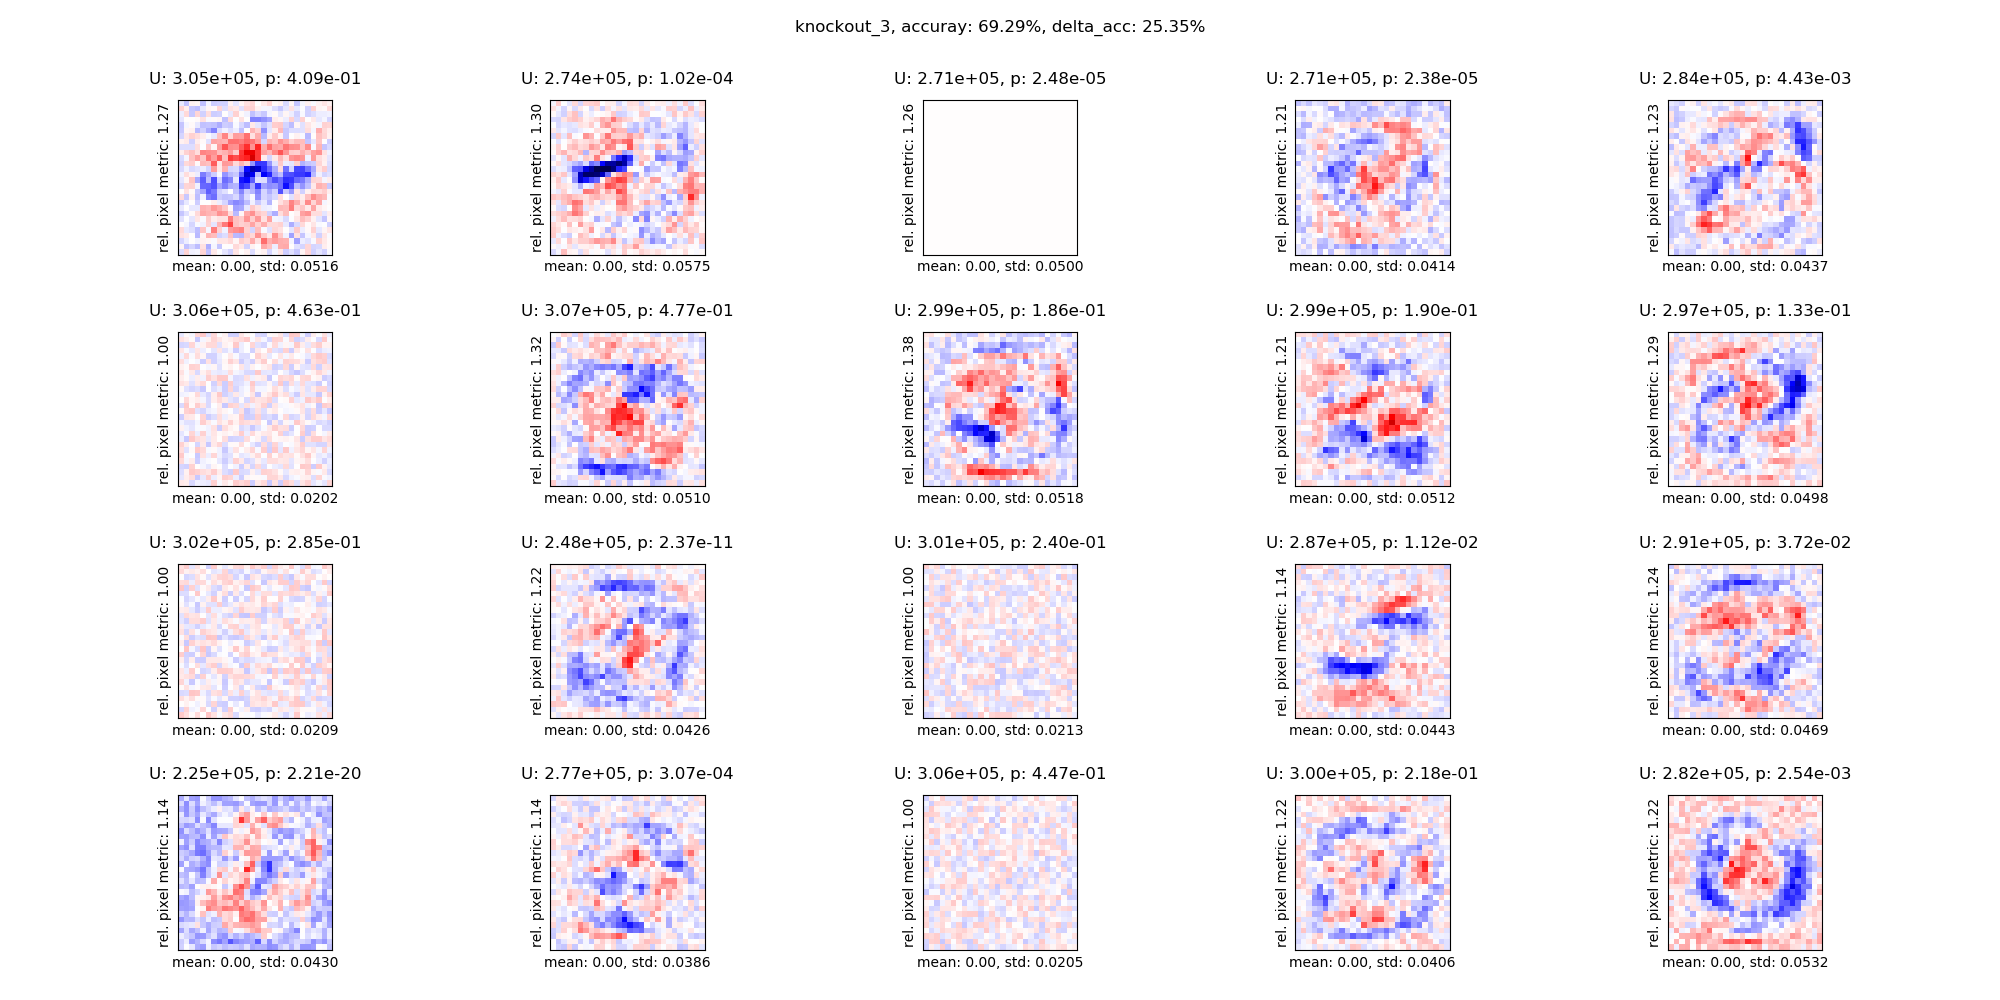 knockout_3, accuray: 69.29%, delta_acc: 25.35%
U: 3.05e+05, p: 4.09e-01
rel. pixel metric: 1.27
mean: 0.00, std: 0.0516
U: 2.74e+05, p: 1.02e-04
rel. pixel metric: 1.30
mean: 0.00, std: 0.0575
U: 2.71e+05, p: 2.48e-05
rel. pixel metric: 1.26
mean: 0.00, std: 0.0500
U: 2.71e+05, p: 2.38e-05
rel. pixel metric: 1.21
mean: 0.00, std: 0.0414
U: 2.84e+05, p: 4.43e-03
rel. pixel metric: 1.23
mean: 0.00, std: 0.0437
U: 3.06e+05, p: 4.63e-01
rel. pixel metric: 1.00
mean: 0.00, std: 0.0202
U: 3.07e+05, p: 4.77e-01
rel. pixel metric: 1.32
mean: 0.00, std: 0.0510
U: 2.99e+05, p: 1.86e-01
rel. pixel metric: 1.38
mean: 0.00, std: 0.0518
U: 2.99e+05, p: 1.90e-01
rel. pixel metric: 1.21
mean: 0.00, std: 0.0512
U: 2.97e+05, p: 1.33e-01
rel. pixel metric: 1.29
mean: 0.00, std: 0.0498
U: 3.02e+05, p: 2.85e-01
rel. pixel metric: 1.00
mean: 0.00, std: 0.0209
U: 2.48e+05, p: 2.37e-11
rel. pixel metric: 1.22
mean: 0.00, std: 0.0426
U: 3.01e+05, p: 2.40e-01
rel. pixel metric: 1.00
mean: 0.00, std: 0.0213
U: 2.87e+05, p: 1.12e-02
rel. pixel metric: 1.14
mean: 0.00, std: 0.0443
U: 2.91e+05, p: 3.72e-02
rel. pixel metric: 1.24
mean: 0.00, std: 0.0469
U: 2.25e+05, p: 2.21e-20
rel. pixel metric: 1.14
mean: 0.00, std: 0.0430
U: 2.77e+05, p: 3.07e-04
rel. pixel metric: 1.14
mean: 0.00, std: 0.0386
U: 3.06e+05, p: 4.47e-01
rel. pixel metric: 1.00
mean: 0.00, std: 0.0205
U: 3.00e+05, p: 2.18e-01
rel. pixel metric: 1.22
mean: 0.00, std: 0.0406
U: 2.82e+05, p: 2.54e-03
rel. pixel metric: 1.22
mean: 0.00, std: 0.0532